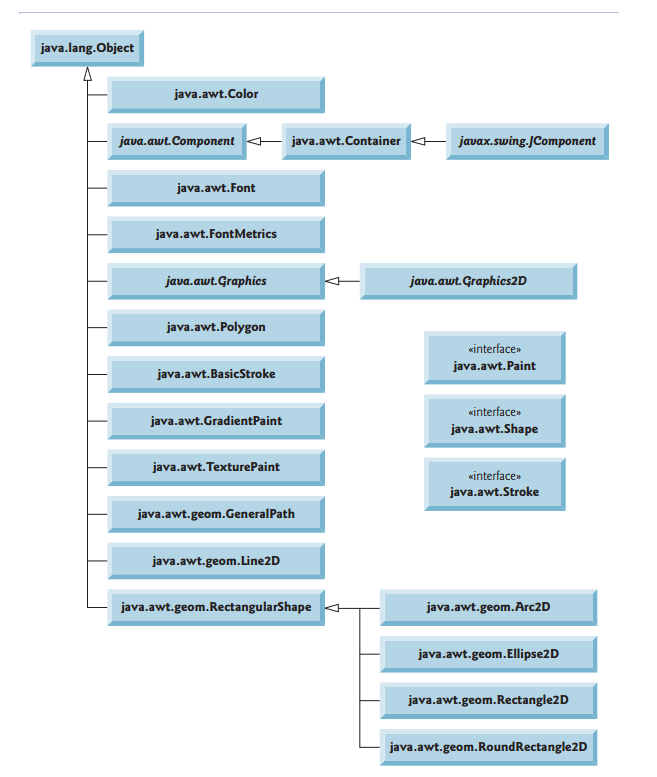 java.lang.Object
java.awt.Color
java.awt.Component
java.awt.Container
javax.swing.JComponent
java.awt.Font
java.awt.FontMetrics
java.awt.Graphics
java.awt.Graphics2D
java.awt.Polygon
«interface»
java.awt.Paint
java.awt.BasicStroke
«interface»
java.awt.Shape
java.awt.GradientPaint
java.awt.TexturePaint
«interface»
java.awt.Stroke
java.awt.geom.GeneralPath
java.awt.geom.Line2D
java.awt.geom.RectangularShape
java.awt.geom.Arc2D
java.awt.geom.Ellipse2D
java.awt.geom.Rectangle2D
java.awt.geom.RoundRectangle2D